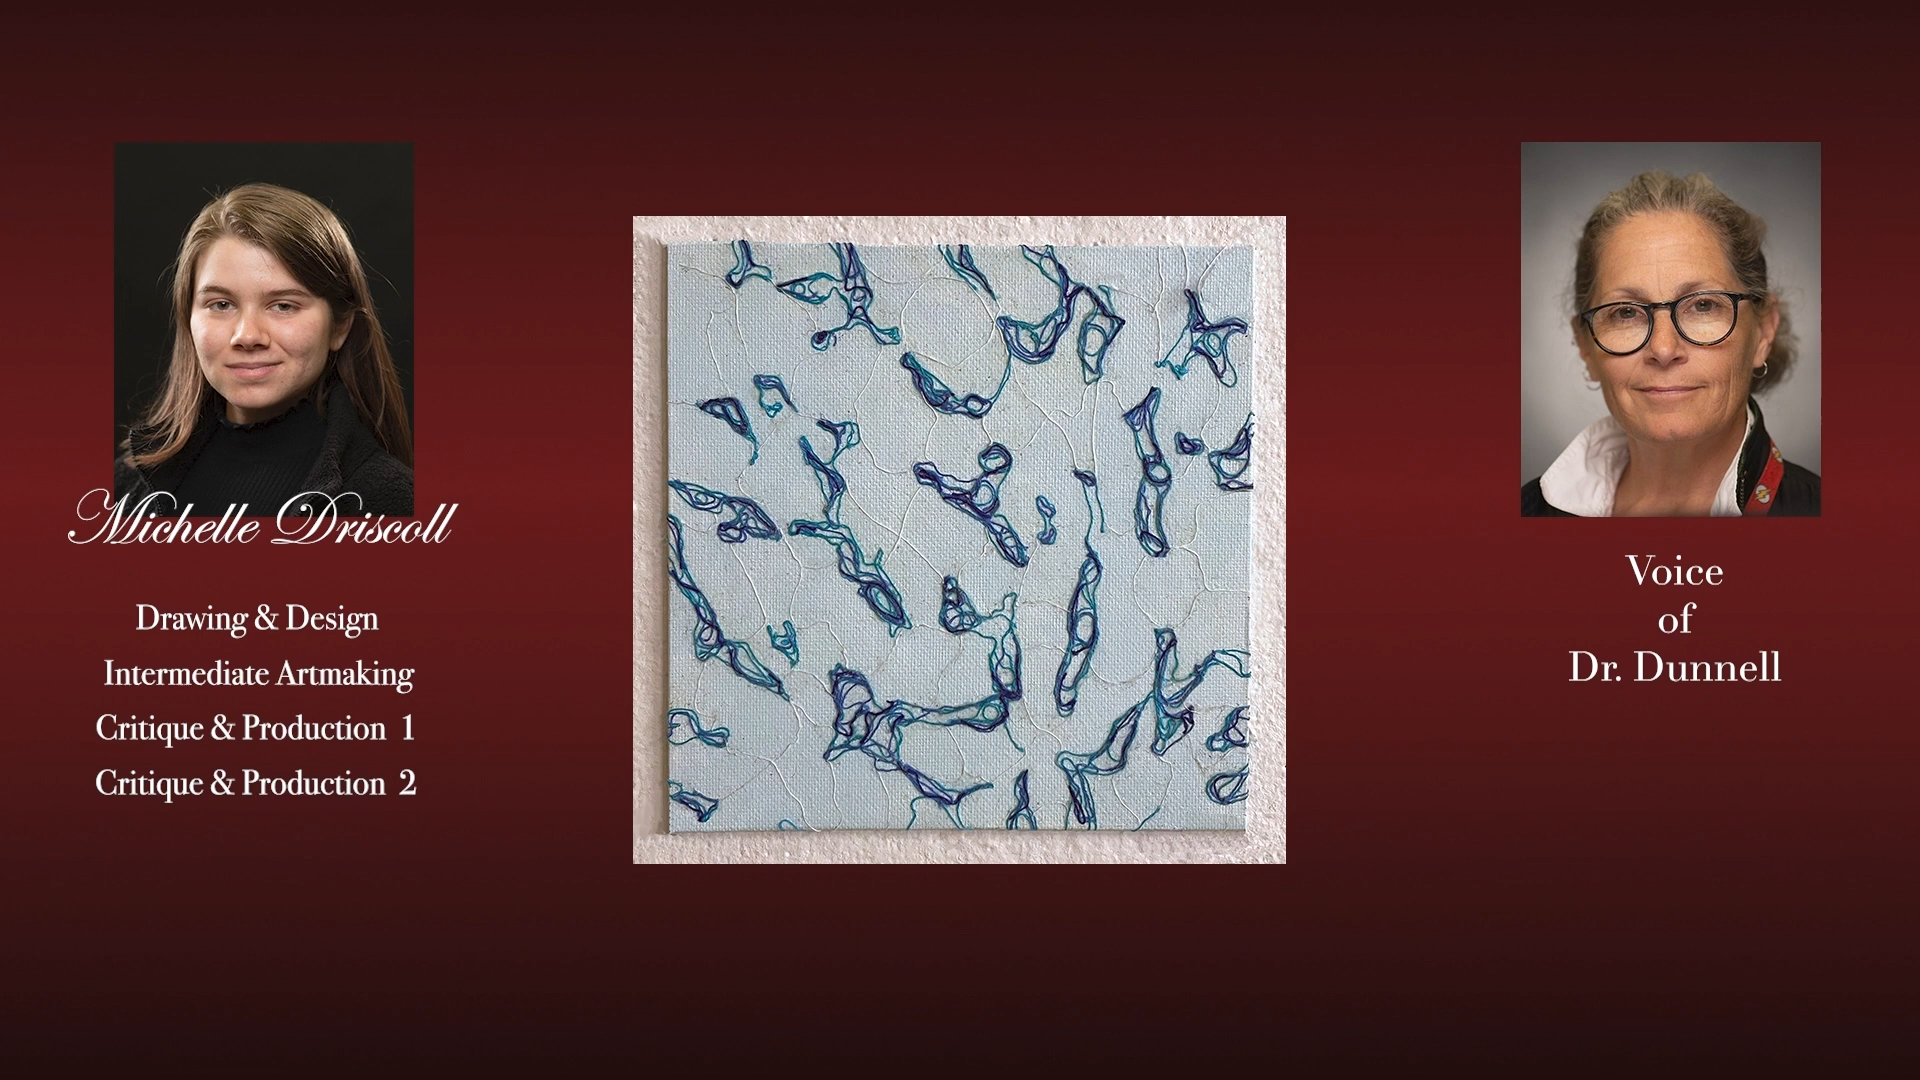 Michelle Driscoll
Drawing & Design
Intermediate Artmaking
Critique & Production 1
Critique & Production 2
Voice
of
Dr. Dunnell